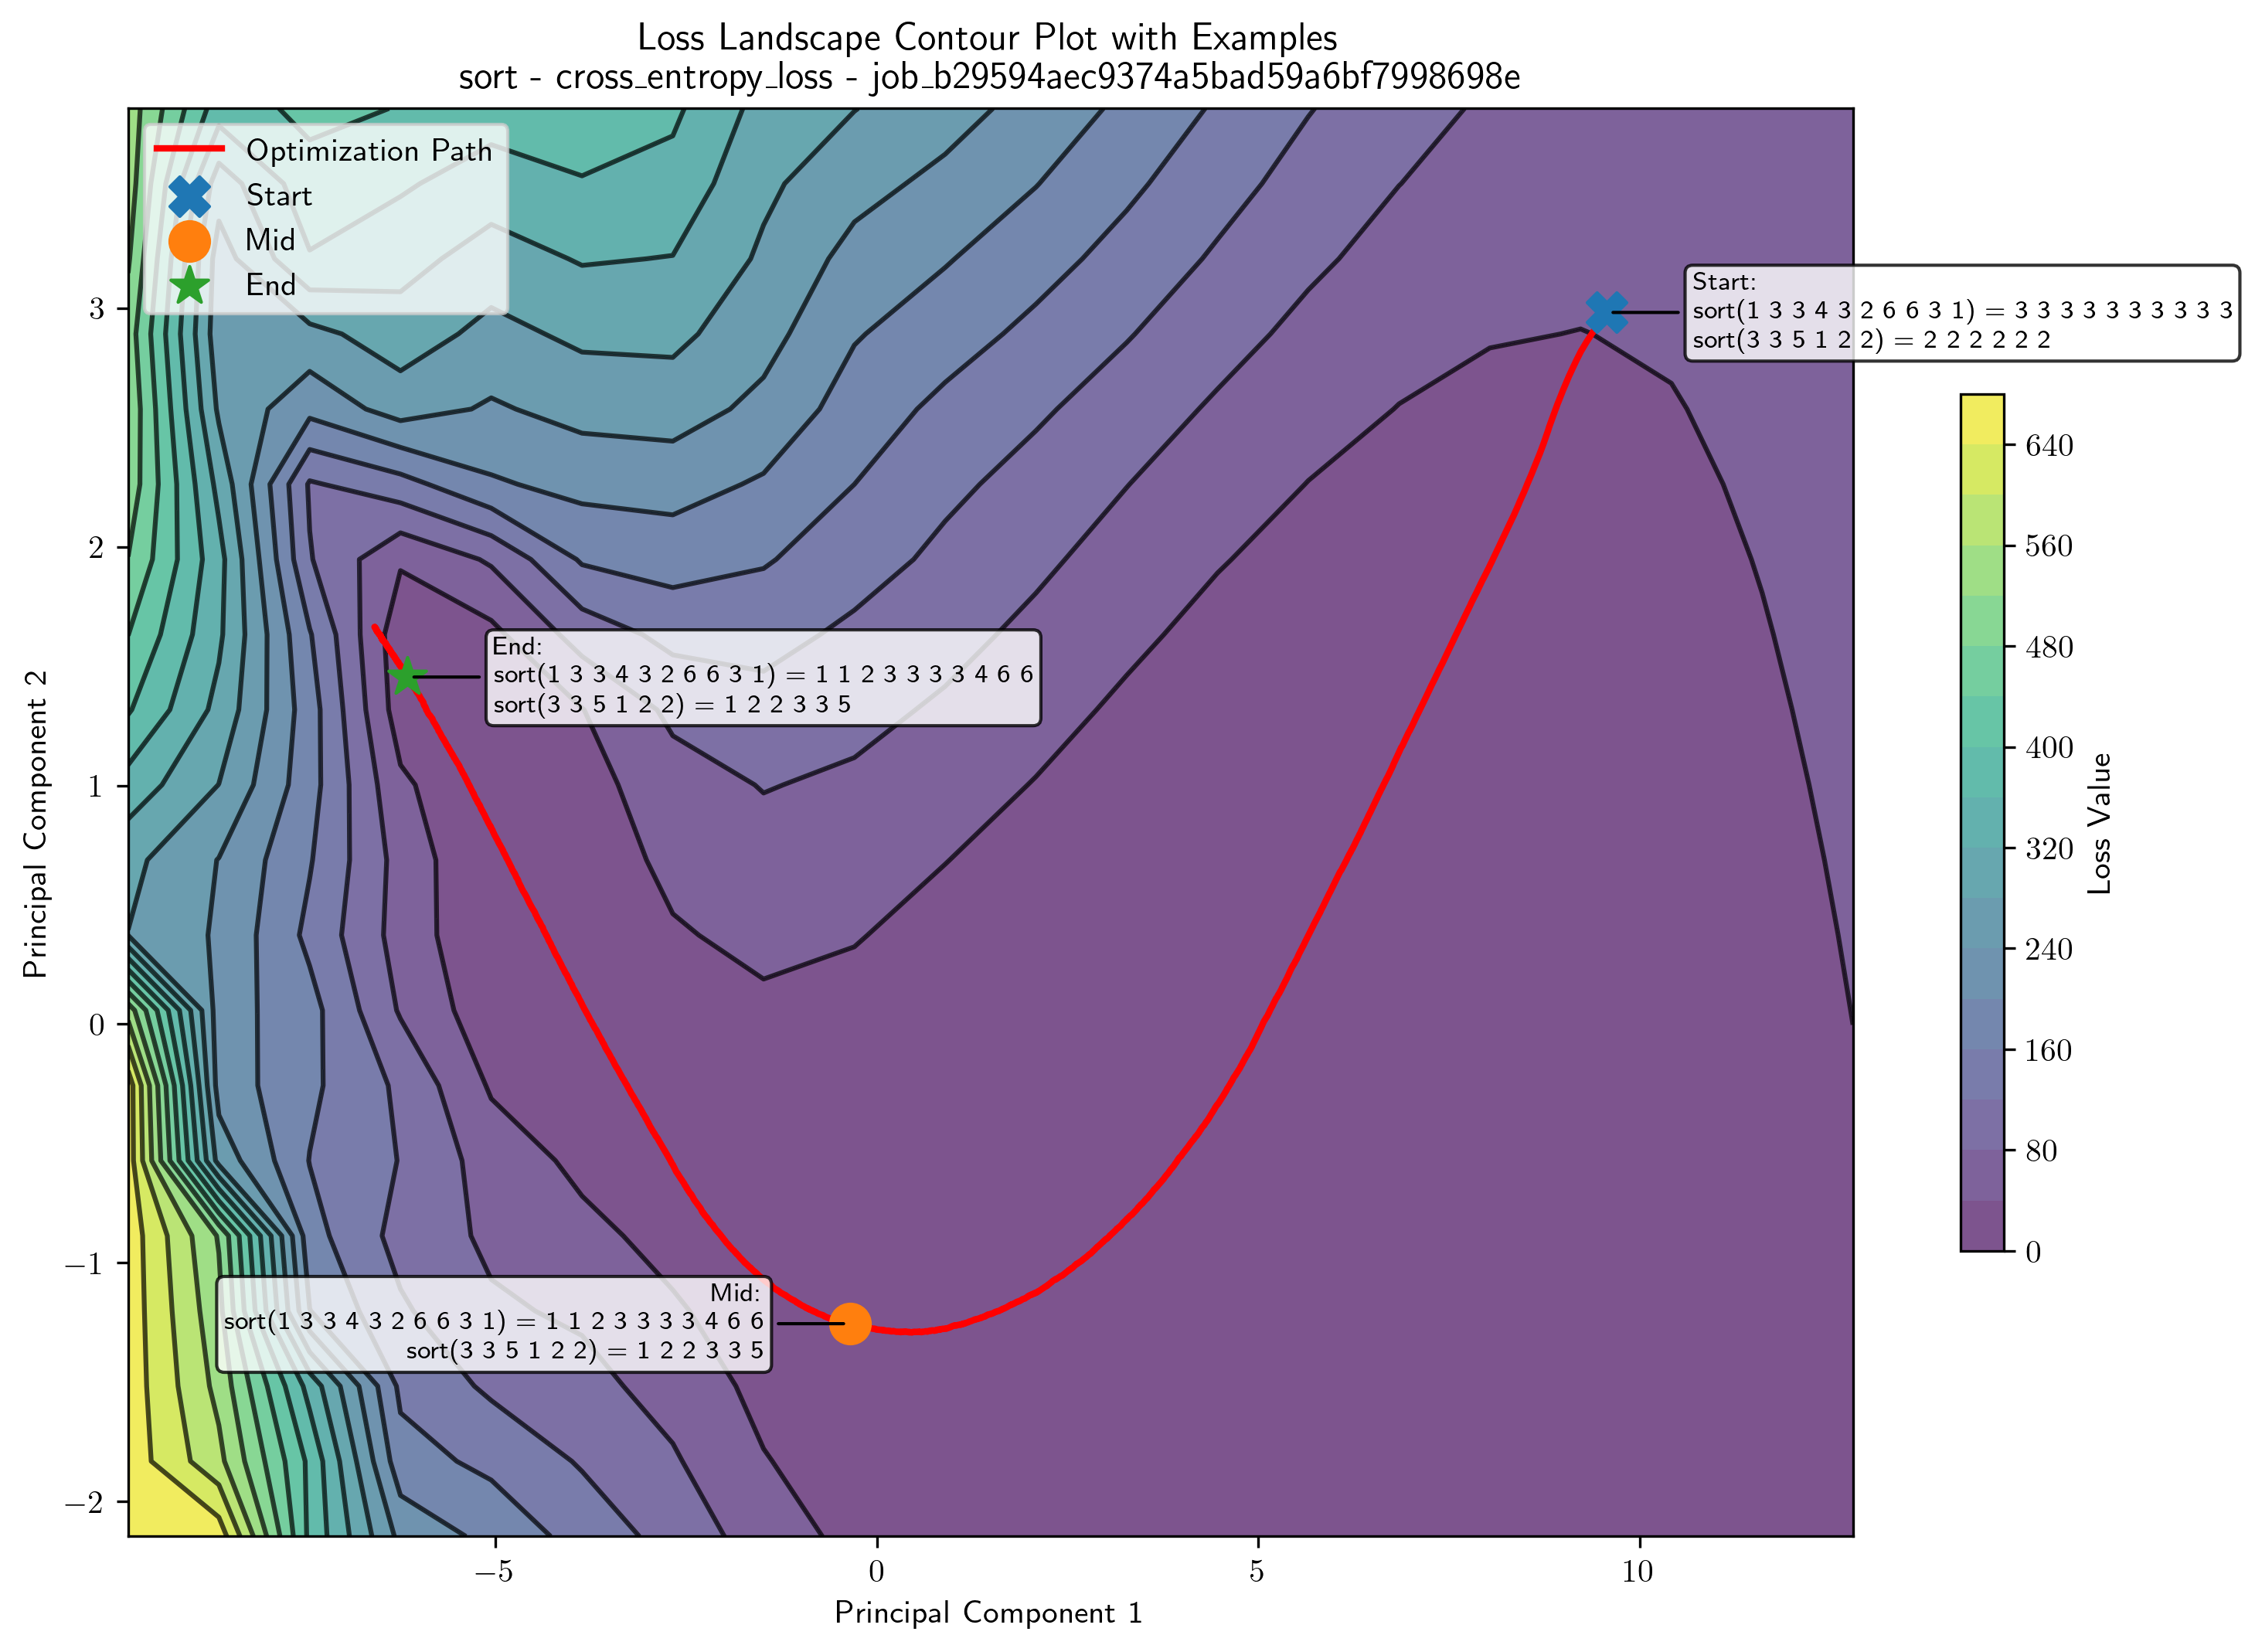 Loss Landscape Contour Plot with Examples
sort - cross_entropy_loss - job_b29594aec9374a5bad59a6bf7998698e
Optimization Path
Start
Mid
End
Start:
sort(1 3 3 4 3 2 6 6 3 1) = 3 3 3 3 3 3 3 3 3 3
sort(3 3 5 1 2 2) = 2 2 2 2 2 2
End:
sort(1 3 3 4 3 2 6 6 3 1) = 1 1 2 3 3 3 3 4 6 6
sort(3 3 5 1 2 2) = 1 2 2 3 3 5
Mid:
sort(1 3 3 4 3 2 6 6 3 1) = 1 1 2 3 3 3 3 4 6 6
sort(3 3 5 1 2 2) = 1 2 2 3 3 5
3
2
1
0
−1
−2
Principal Component 2
−5
0
5
10
Principal Component 1
640
560
480
400
320
240
160
80
0
Loss Value